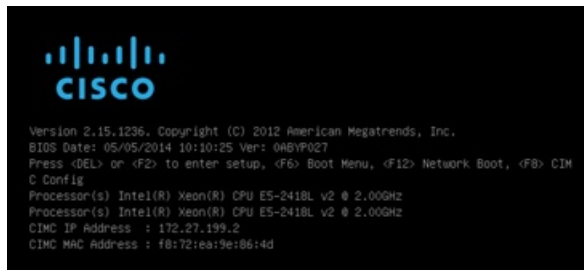 CISCO
Version 2.15.1236. Copyright (C) 2012 American Megatrends, Inc.
BIOS Date: 05/05/2014 10:10:25 Ver: 0ABYP027
Press <DEL> or <F2> to enter setup, <F6> Boot Menu, <F12> Network Boot, <F8> CIM
C Config
Processor(s) Intel(R) Xeon(R) CPU E5-2418L v2 @ 2.00GHz
Processor(s) Intel(R) Xeon(R) CPU E5-2418L v2 @ 2.00GHz
CIMC IP Address : 172.27.199.2
CIMC MAC Address : f8:72:ea:9e:86:4d